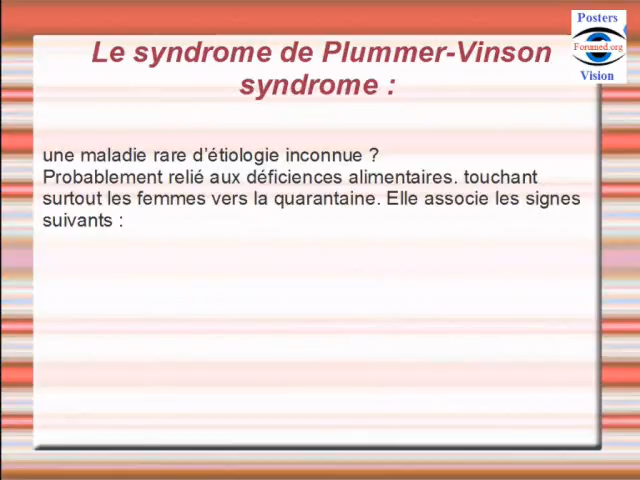 Posters
Forumed.org
Vision
Le syndrome de Plummer-Vinson
syndrome :
une maladie rare d’étiologie inconnue ?
Probablement relié aux déficiences alimentaires. touchant
surtout les femmes vers la quarantaine. Elle associe les signes
suivants :